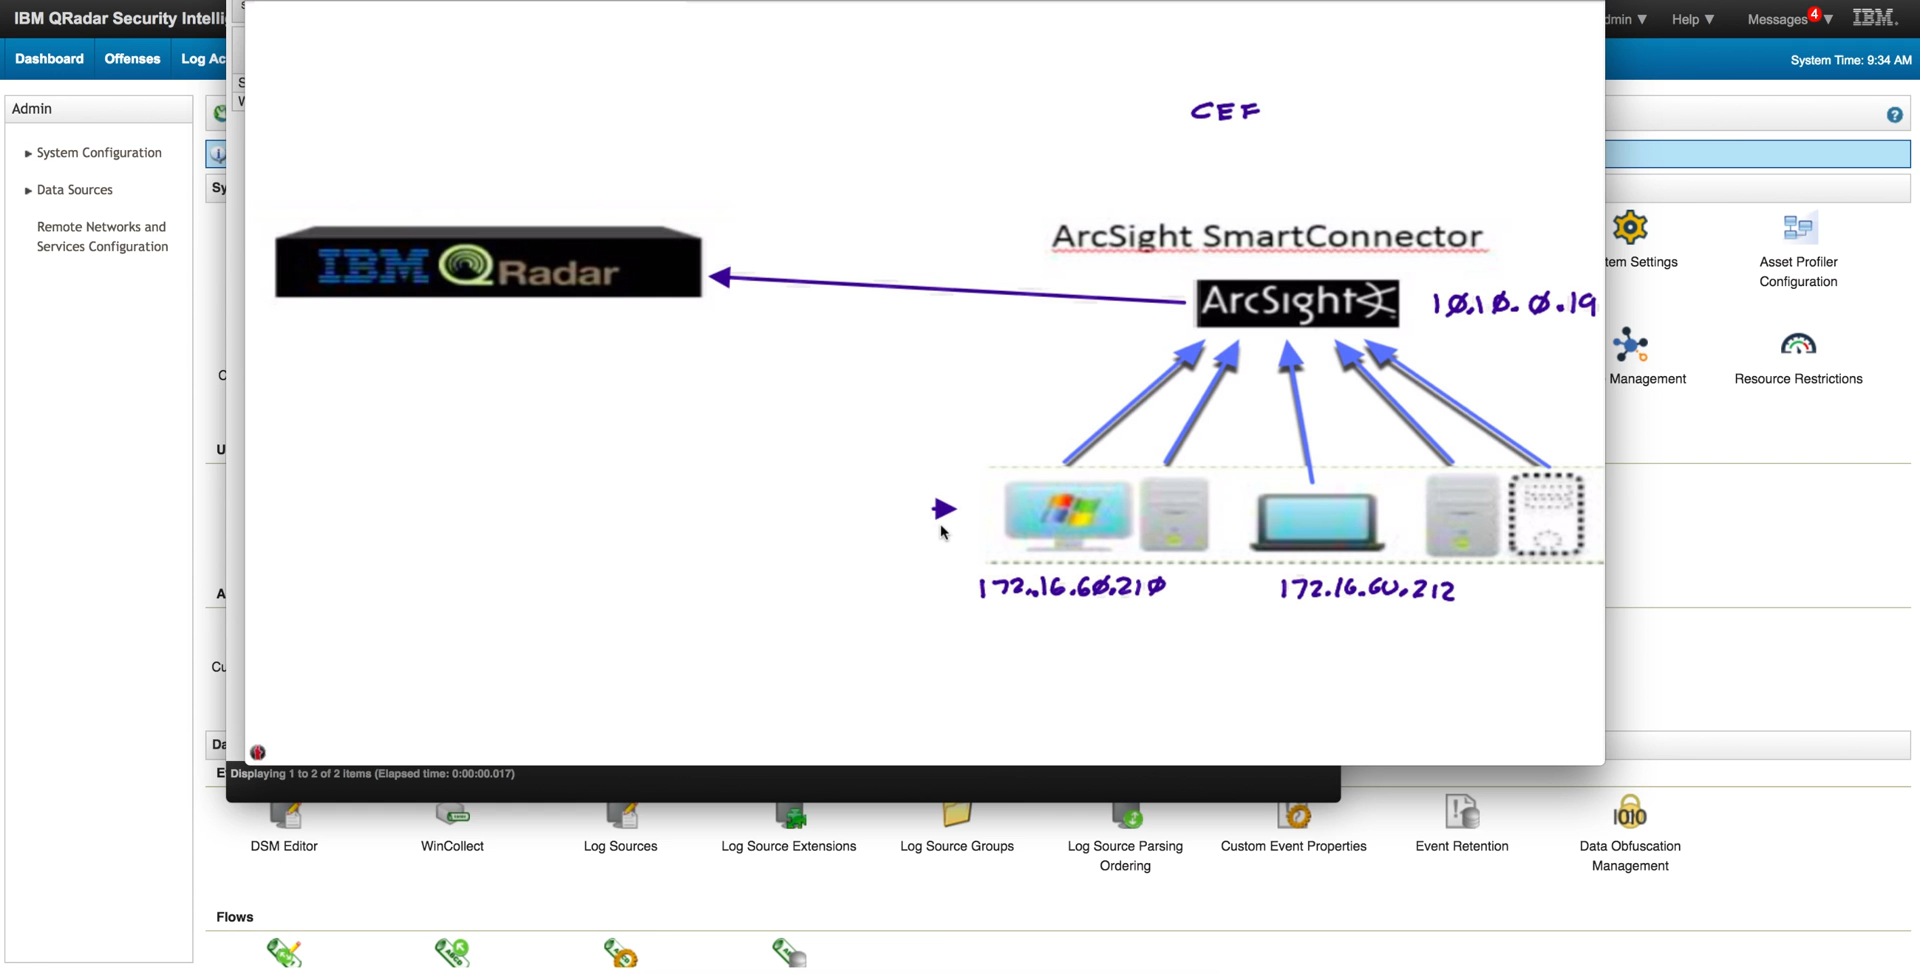 IBM QRadar Security Intelli
dmin ▼
Help ▼
Messages 4 ▼
IBM.
Dashboard
Offenses
Log Ac
System Time: 9:34 AM
Admin
System Configuration
Data Sources
Remote Networks and
Services Configuration
Sy
CEF
ArcSight SmartConnector
IBM QRadar
ArcSight
10.10.0.19
172.16.60.210
172.16.60.212
tem Settings
Asset Profiler
Configuration
Management
Resource Restrictions
U
A
Cu
Da
E
Displaying 1 to 2 of 2 items (Elapsed time: 0:00:00.017)
DSM Editor
WinCollect
Log Sources
Log Source Extensions
Log Source Groups
Log Source Parsing
Ordering
Custom Event Properties
Event Retention
Data Obfuscation
Management
Flows